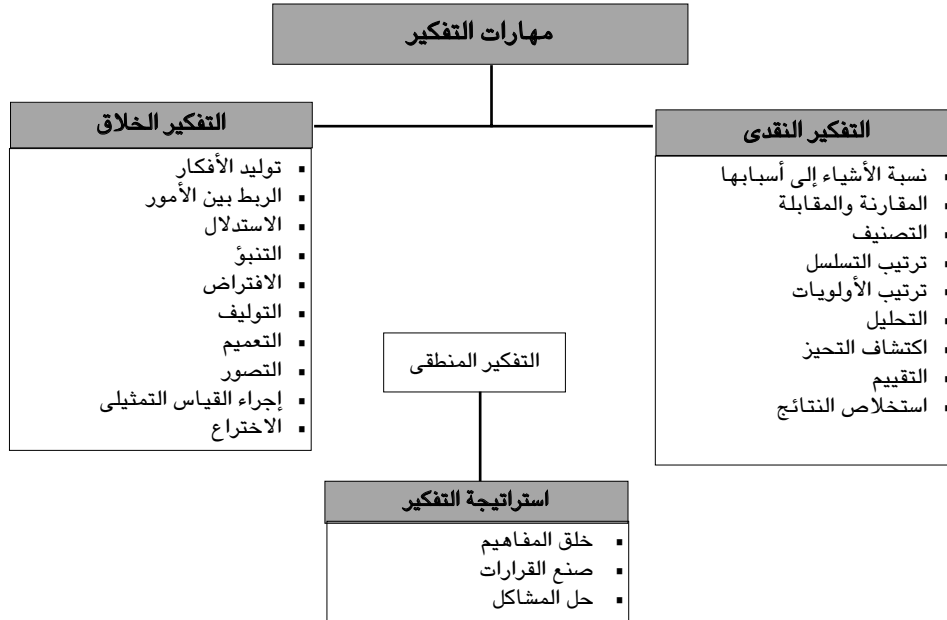 مهارات التفكير
التفكير النقدى
▪ نسبة الأشياء إلى أسبابها
▪ المقارنة والمقابلة
▪ التصنيف
▪ ترتيب التسلسل
▪ ترتيب الأولويات
▪ التحليل
▪ اكتشاف التحيز
▪ التقييم
▪ استخلاص النتائج
التفكير الخلاق
▪ توليد الأفكار
▪ الربط بين الأمور
▪ الاستدلال
▪ التنبؤ
▪ الافتراض
▪ التوليف
▪ التعميم
▪ التصور
▪ إجراء القياس التمثيلى
▪ الاختراع
التفكير المنطقى
استراتيجة التفكير
▪ خلق المفاهيم
▪ صنع القرارات
▪ حل المشاكل